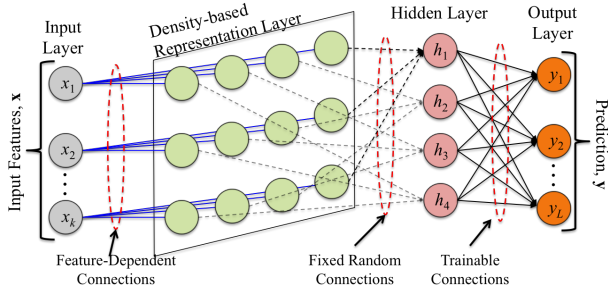 Input
Layer
Density-based
Representation Layer
Hidden Layer
Output
Layer
Input Features, x
x1
x2
xk
h1
h2
h3
h4
y1
y2
yL
Prediction, y
Feature-Dependent
Connections
Fixed Random
Connections
Trainable
Connections